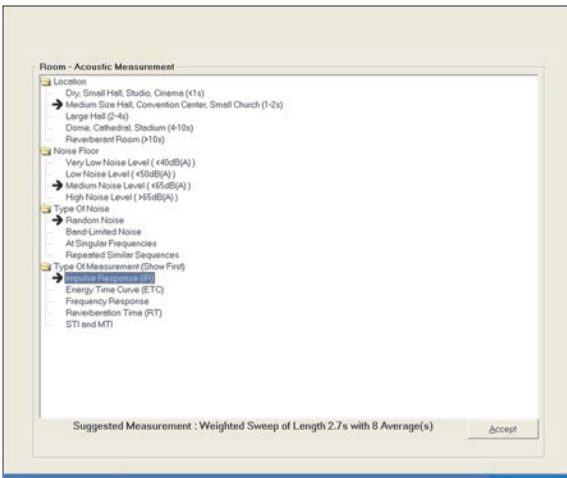 Room - Acoustic Measurement
Location
Dry, Small Hall, Studio, Cinema (<1s)
Medium Size Hall, Convention Center, Small Church (1-2s)
Large Hall (2-4s)
Dome, Cathedral, Stadium (4-10s)
Reverberant Room (>10s)
Noise Floor
Very Low Noise Level ( <40dB(A) )
Low Noise Level ( <50dB(A) )
Medium Noise Level ( <65dB(A) )
High Noise Level ( >65dB(A) )
Type Of Noise
Random Noise
Band-Limited Noise
At Singular Frequencies
Repeated Similar Sequences
Type Of Measurement (Show First)
Impulse Response (IR)
Energy Time Curve (ETC)
Frequency Response
Reverberation Time (RT)
STI and MTI
Suggested Measurement : Weighted Sweep of Length 2.7s with 8 Average(s)
Accept